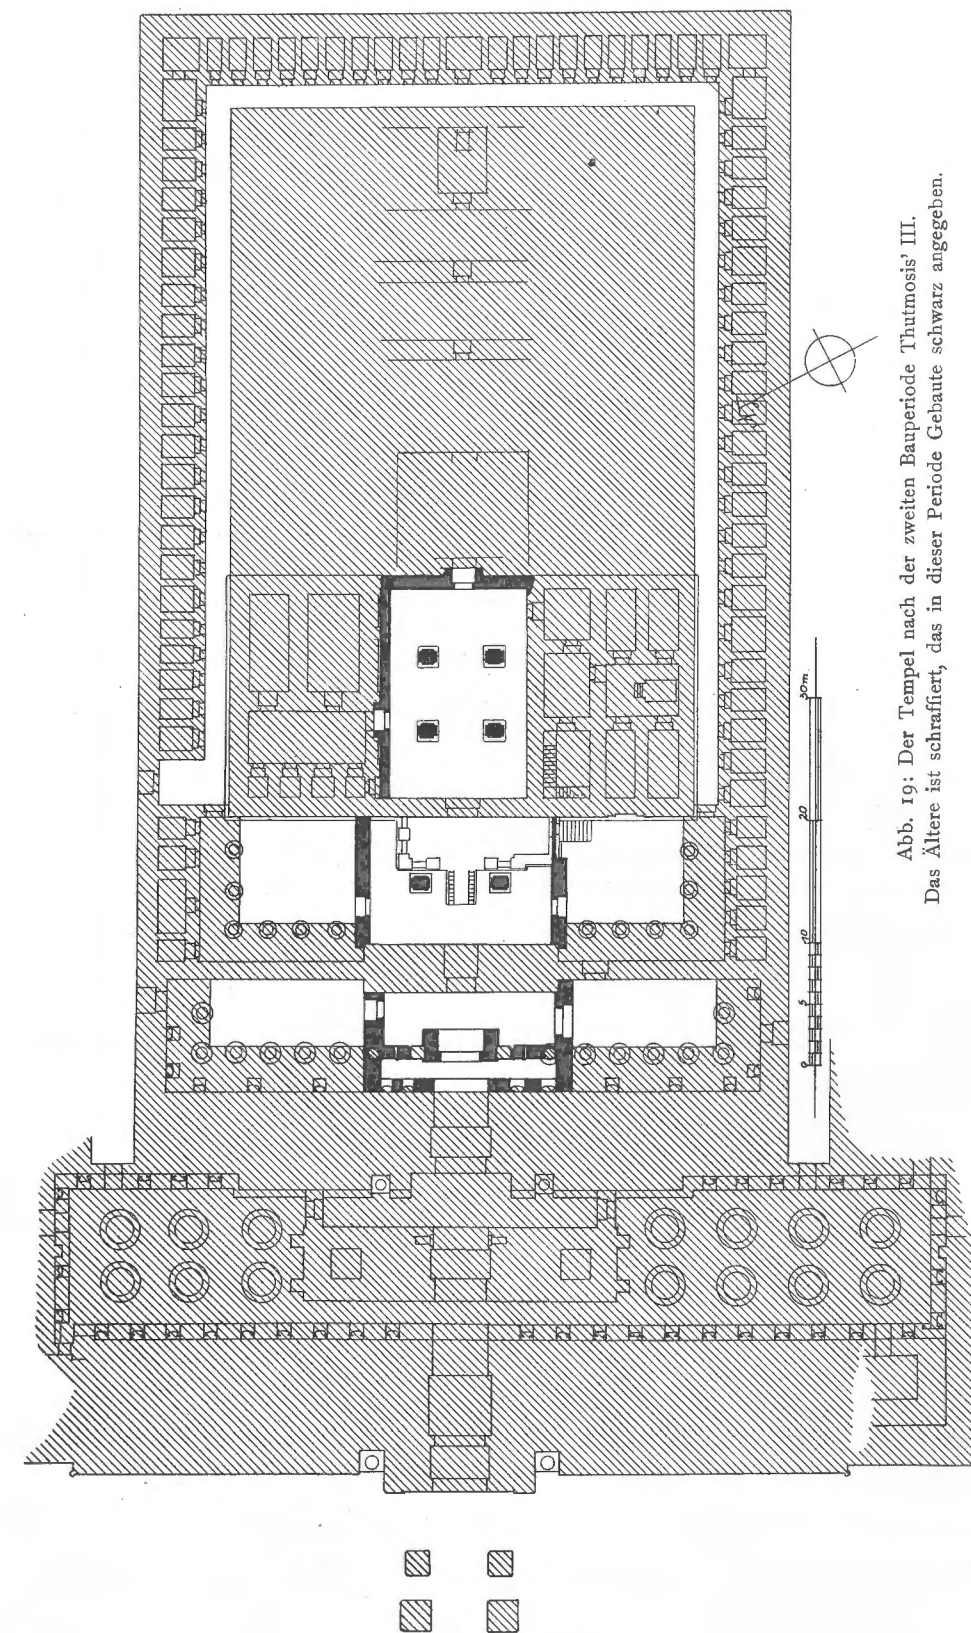 Abb. 19: Der Tempel nach der zweiten Bauperiode Thutmosis' III.
Das Ältere ist schraffiert, das in dieser Periode Gebaute schwarz angegeben.
0 5 10 20 30m